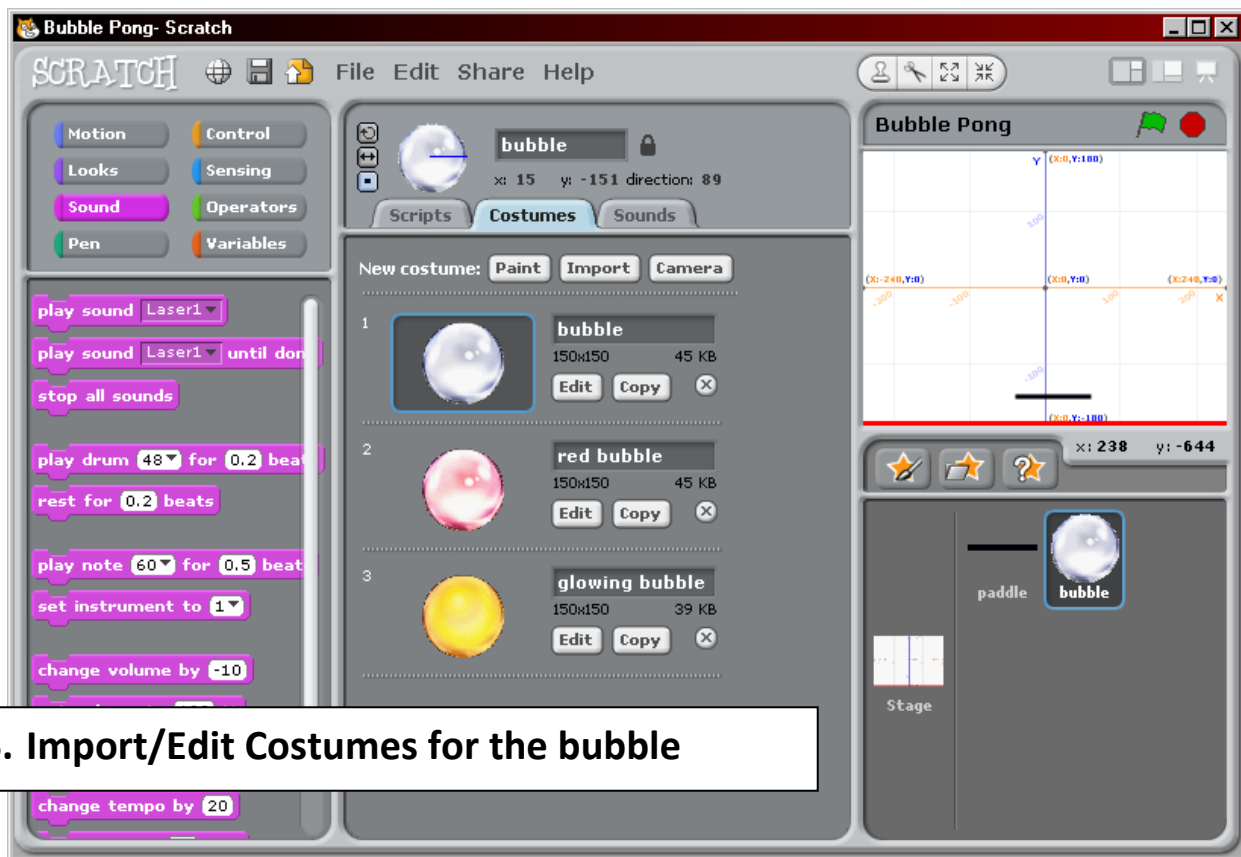 Bubble Pong- Scratch
SCRATCH File Edit Share Help
Motion Control
Looks Sensing
Sound Operators
Pen Variables
play sound Laser1
play sound Laser1 until don
stop all sounds
play drum 48 for 0.2 beat
rest for 0.2 beats
play note 60 for 0.5 beat
set instrument to 1
change volume by -10
change tempo by 20
bubble
x: 15 y: -151 direction: 89
Scripts Costumes Sounds
New costume: Paint Import Camera
1
bubble
150x150 45 KB
Edit Copy
2
red bubble
150x150 45 KB
Edit Copy
3
glowing bubble
150x150 39 KB
Edit Copy
. Import/Edit Costumes for the bubble
Bubble Pong
Y (X:0,Y:180)
100
(X:-240,Y:0) (X:0,Y:0) (X:240,Y:0)
-200 -100 100 200 X
-100
(X:0,Y:-180)
x: 238 y: -644
paddle bubble
Stage